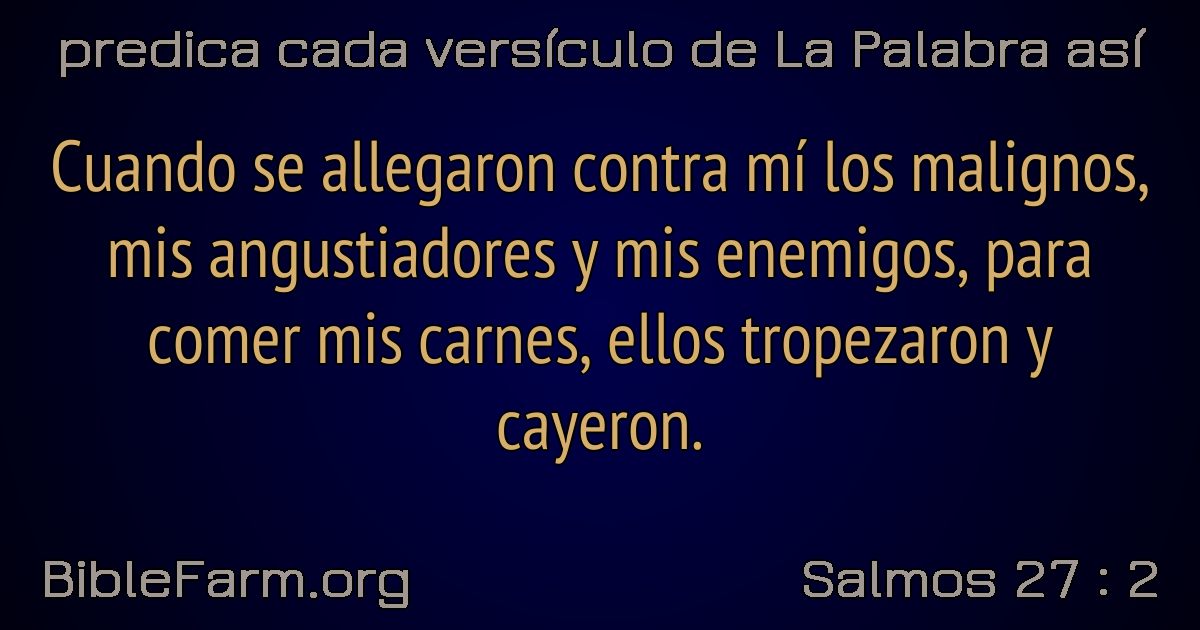 predica cada versículo de La Palabra así
Cuando se allegaron contra mí los malignos,
mis angustiadores y mis enemigos, para
comer mis carnes, ellos tropezaron y
cayeron.
BibleFarm.org
Salmos 27 : 2